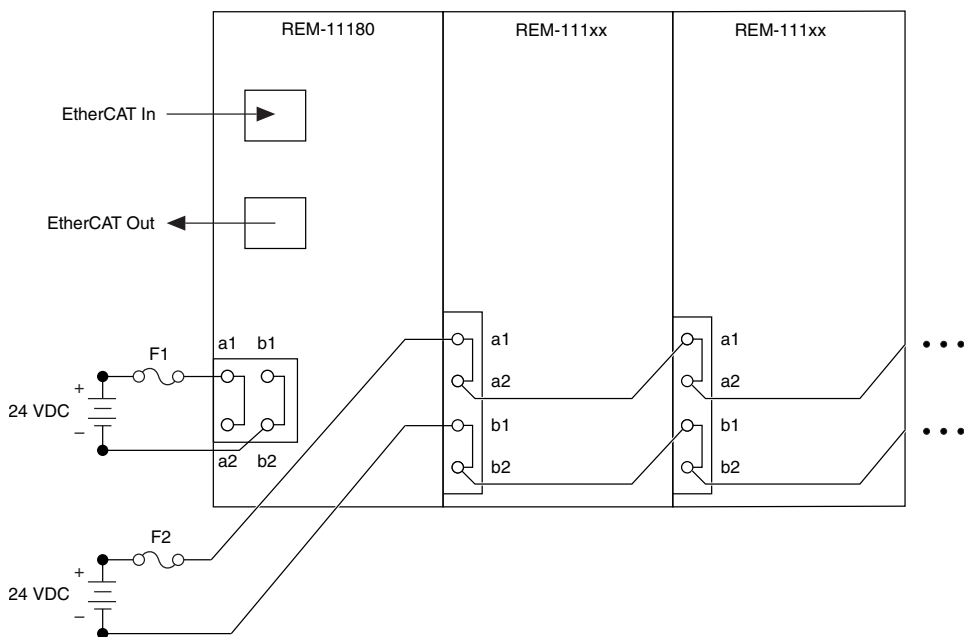 REM-11180
REM-111xx
REM-111xx
EtherCAT In
EtherCAT Out
a1 b1
a1
a1
F1
+
24 VDC
–
a2
a2
a2 b2
b1
b1
b2
b2
F2
+
24 VDC
–